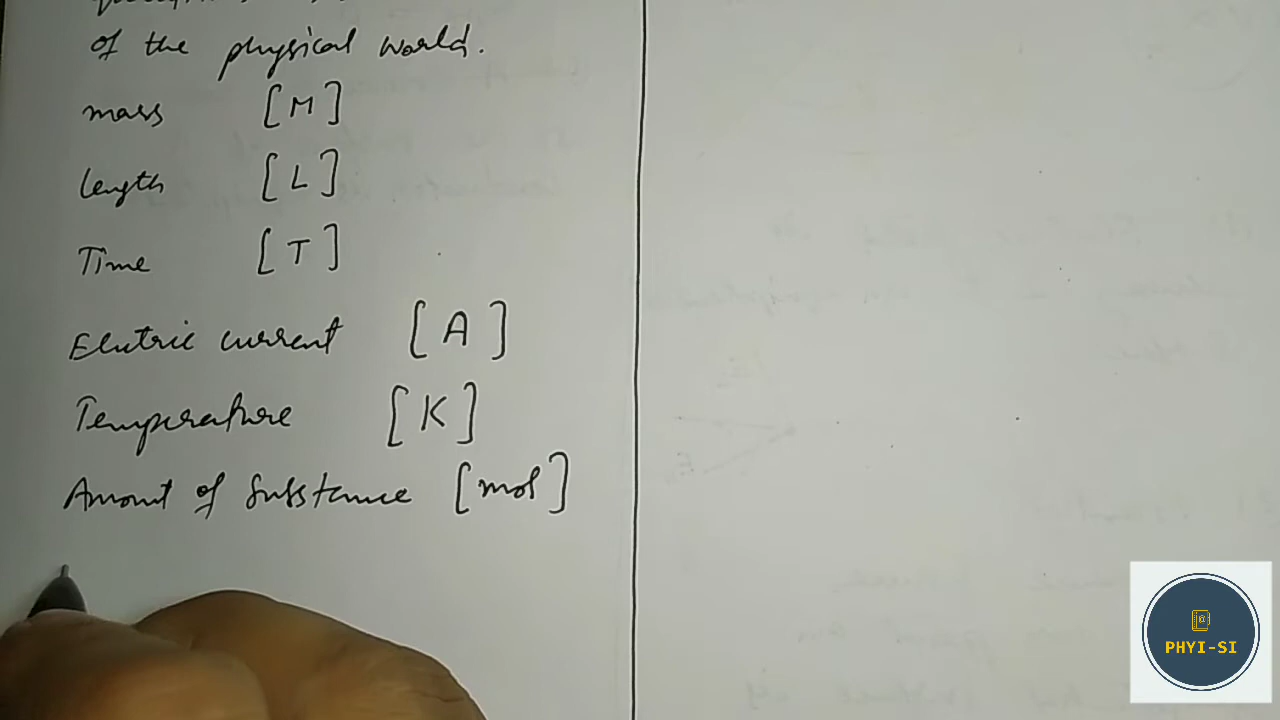 of the physical world.
mass [M]
length [L]
Time [T]
Electric current [A]
Temperature [K]
Amount of Substance [mol]
PHYI-SI